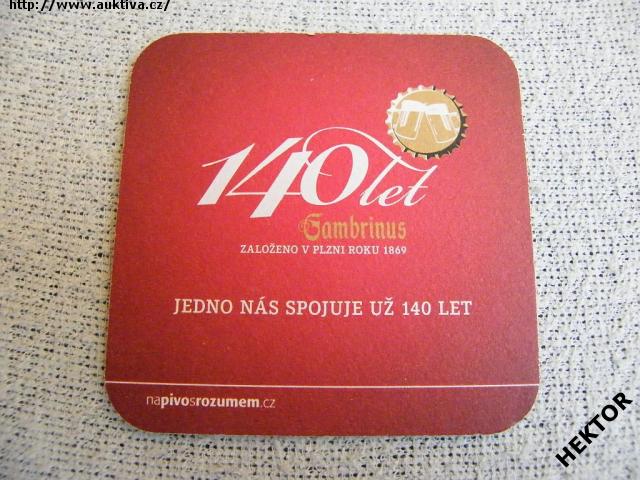 http://www.auktiva.cz/
140 let
Gambrinus
ZALOŽENO V PLZNI ROKU 1869
JEDNO NÁS SPOJUJE UŽ 140 LET
napivosrozumem.cz
HEKTOR